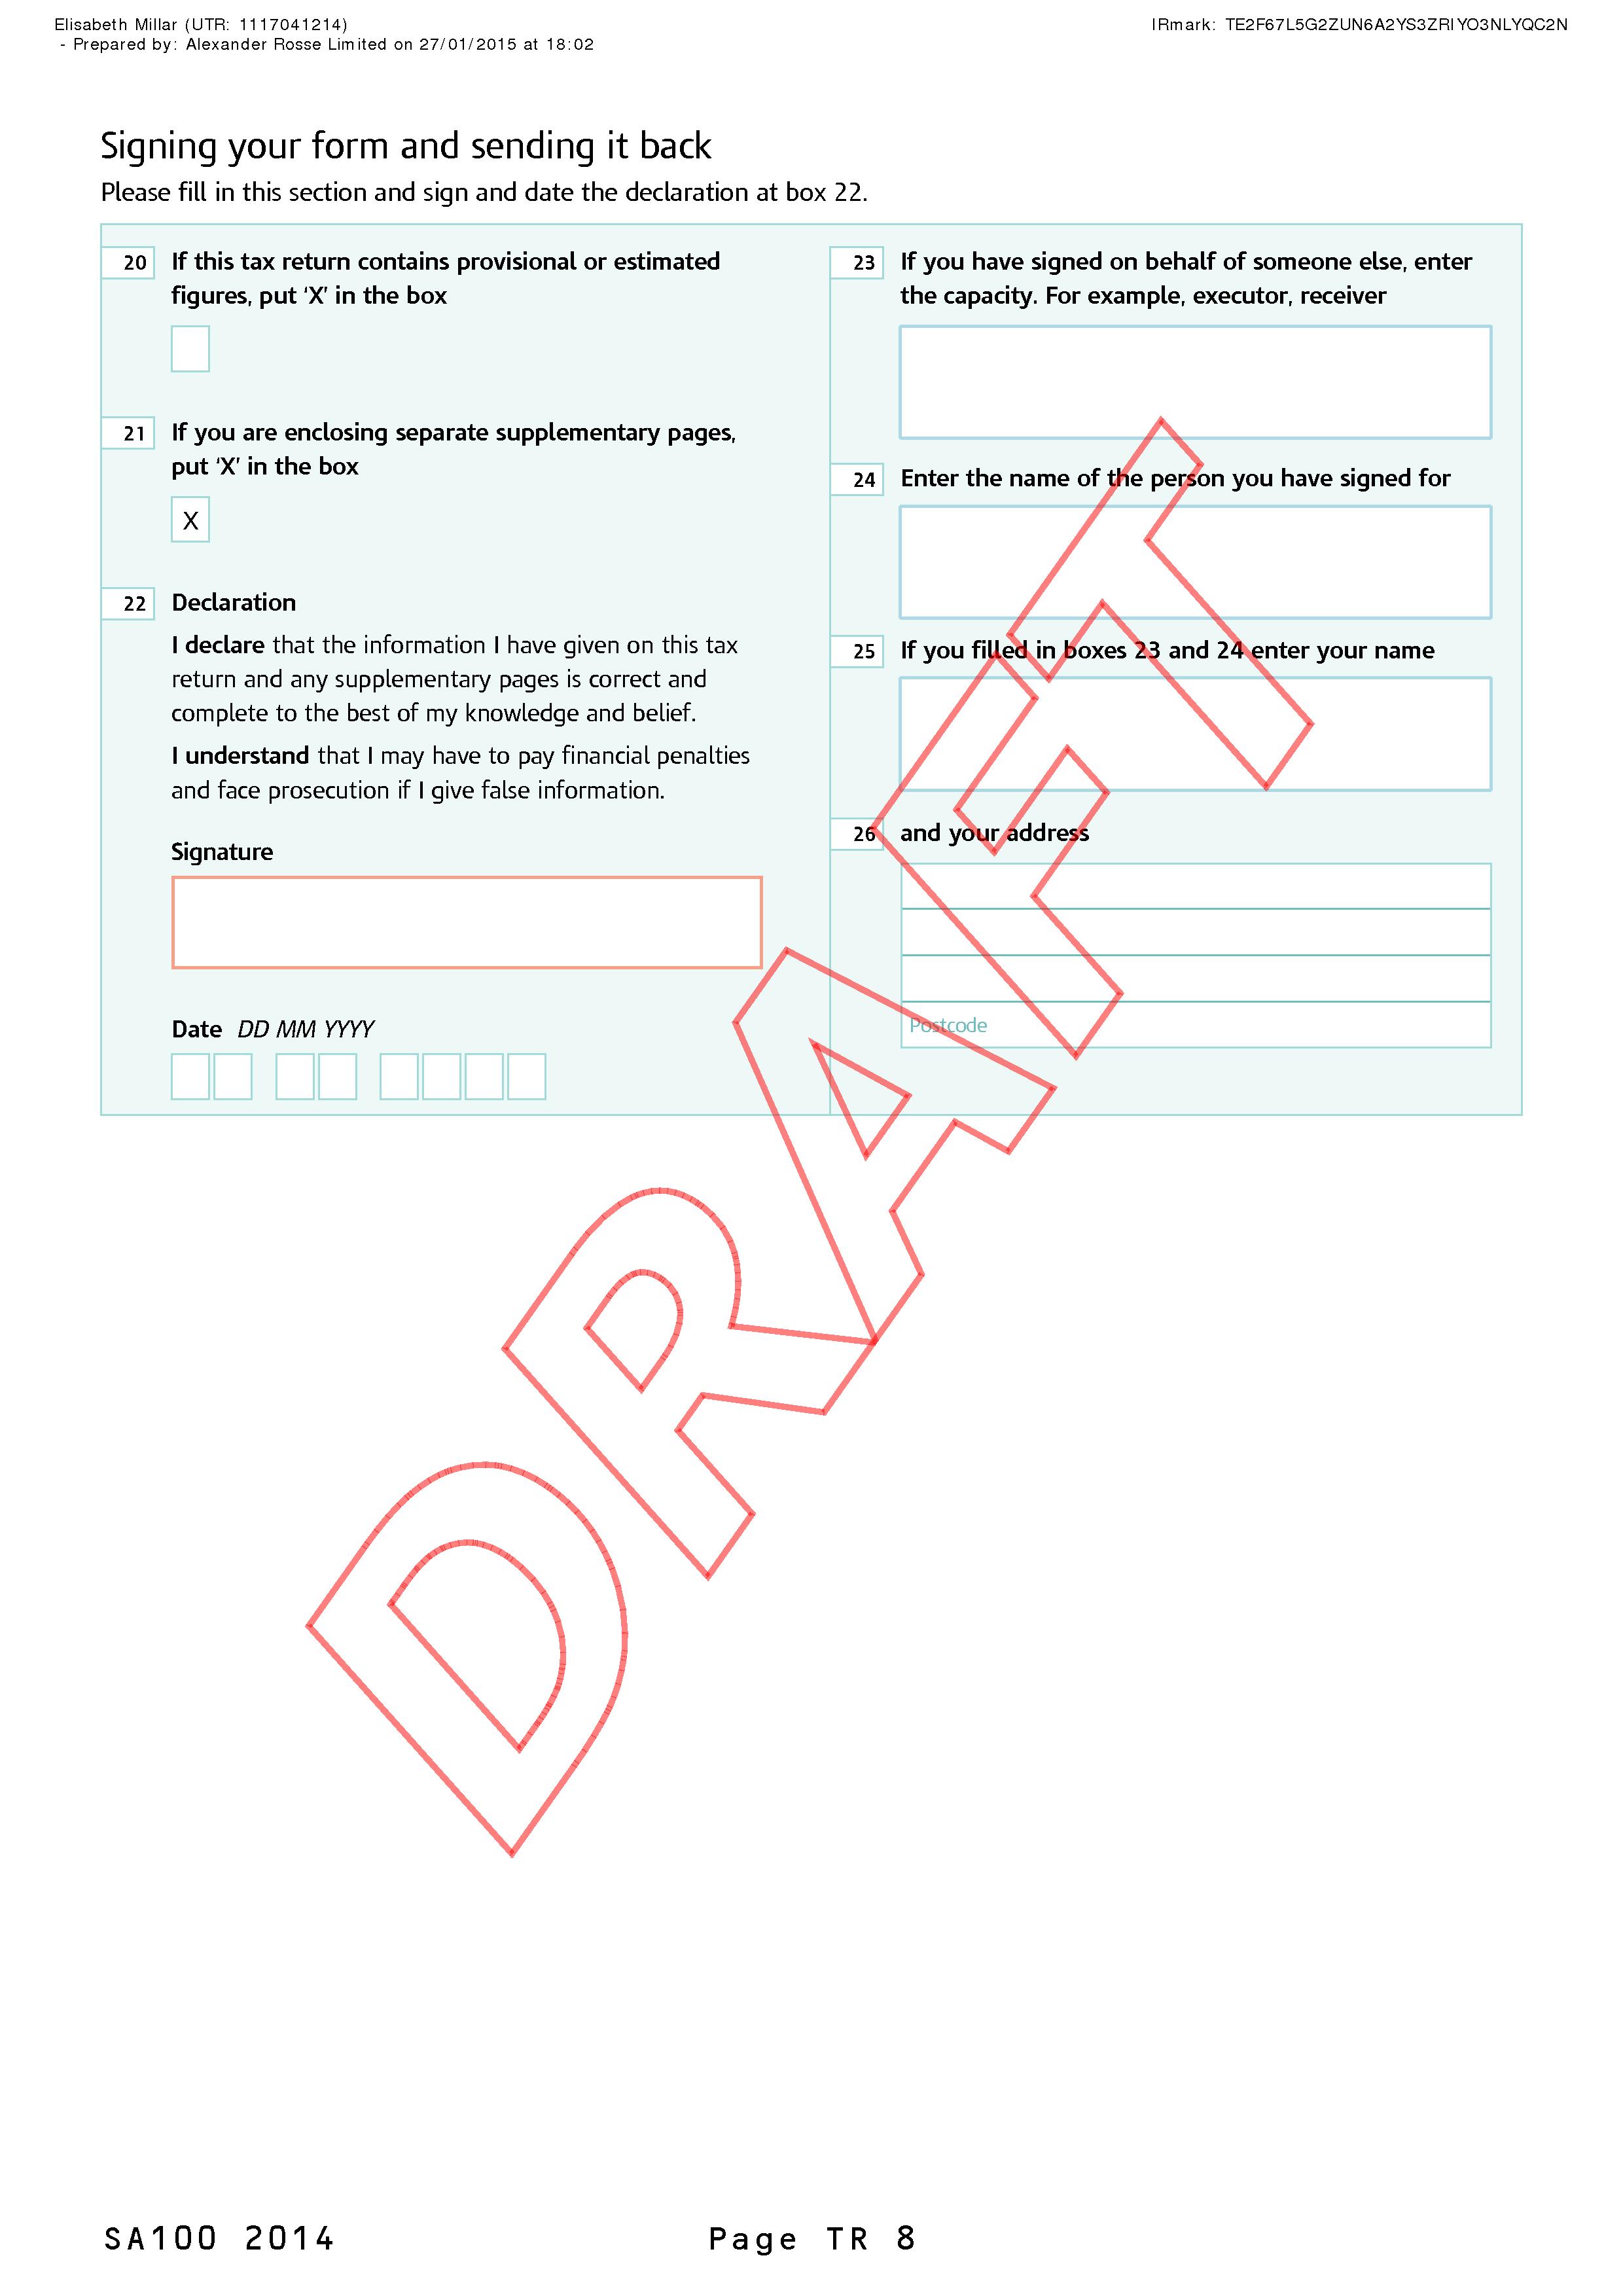 Elisabeth Millar (UTR: 1117041214)
- Prepared by: Alexander Rosse Limited on 27/01/2015 at 18:02
IRmark: TE2F67L5G2ZUN6A2YS3ZRIYO3NLYQC2N
Signing your form and sending it back
Please fill in this section and sign and date the declaration at box 22.
20 If this tax return contains provisional or estimated
figures, put ‘X’ in the box
21 If you are enclosing separate supplementary pages,
put ‘X’ in the box
X
22 Declaration
I declare that the information I have given on this tax
return and any supplementary pages is correct and
complete to the best of my knowledge and belief.
I understand that I may have to pay financial penalties
and face prosecution if I give false information.
Signature
Date DD MM YYYY
23 If you have signed on behalf of someone else, enter
the capacity. For example, executor, receiver
24 Enter the name of the person you have signed for
25 If you filled in boxes 23 and 24 enter your name
26 and your address
Postcode
DRAFT
SA100 2014
Page TR 8